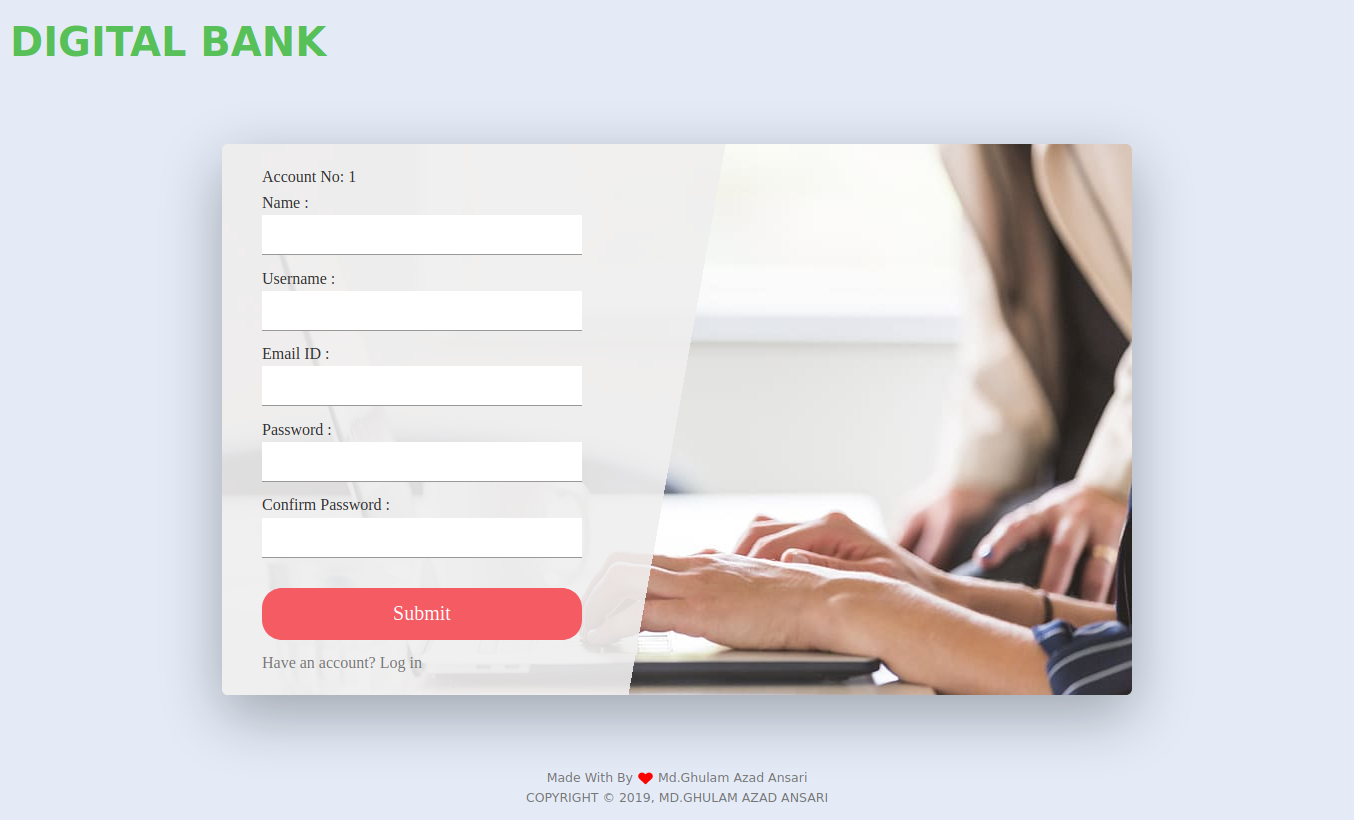 DIGITAL BANK
Account No: 1
Name :
Username :
Email ID :
Password :
Confirm Password :
Submit
Have an account? Log in
Made With By Md.Ghulam Azad Ansari
COPYRIGHT © 2019, MD.GHULAM AZAD ANSARI